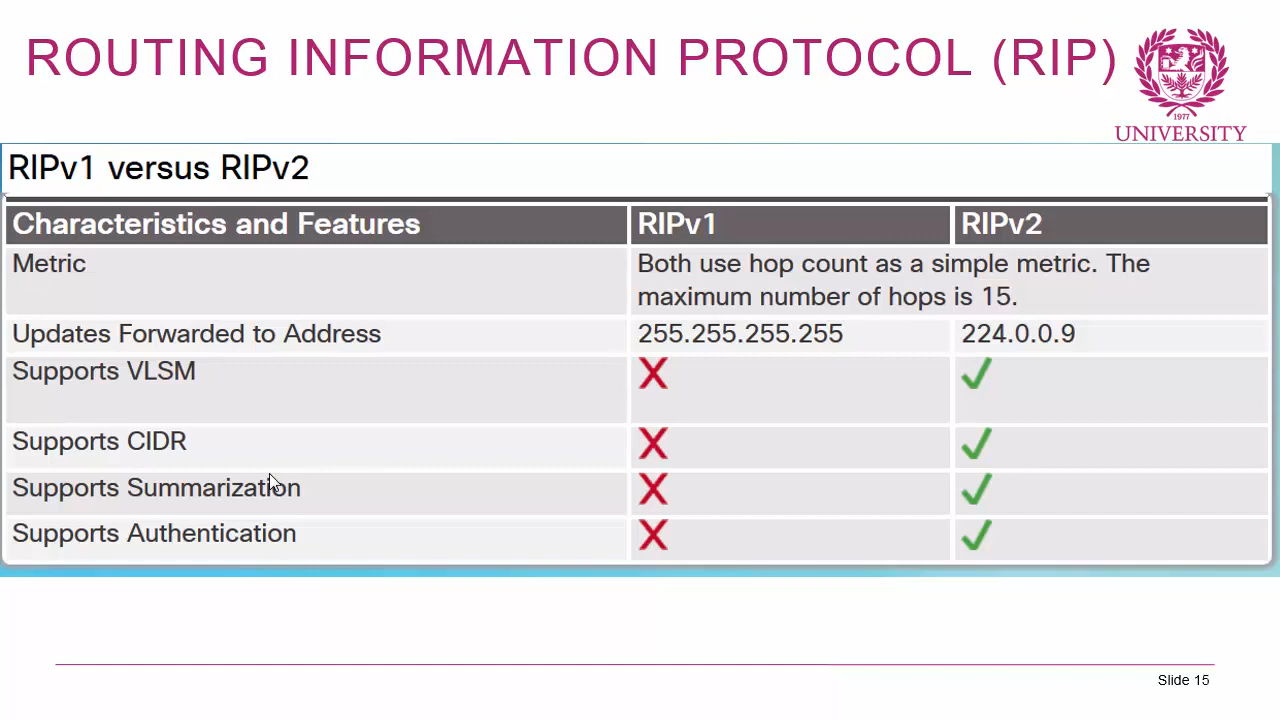 ROUTING INFORMATION PROTOCOL (RIP)
1977
UNIVERSITY
RIPv1 versus RIPv2
Characteristics and Features RIPv1 RIPv2
Metric Both use hop count as a simple metric. The
maximum number of hops is 15.
Updates Forwarded to Address 255.255.255.255 224.0.0.9
Supports VLSM
Supports CIDR
Supports Summarization
Supports Authentication
Slide 15